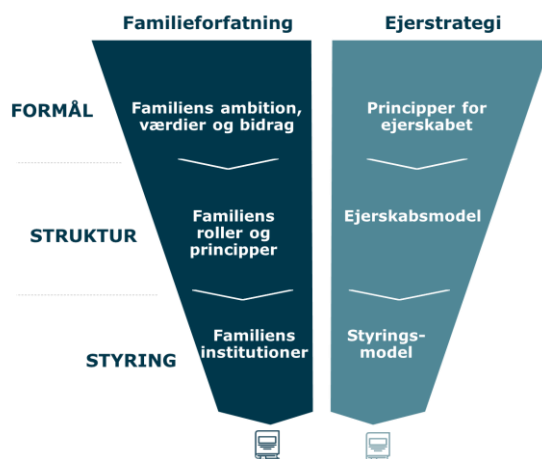 Familieforfatning
Ejerstrategi
FORMÅL
Familiens ambition,
værdier og bidrag
Principper for
ejerskabet
STRUKTUR
Familiens
roller og
principper
Ejerskabsmodel
STYRING
Familiens
institutioner
Styrings-
model